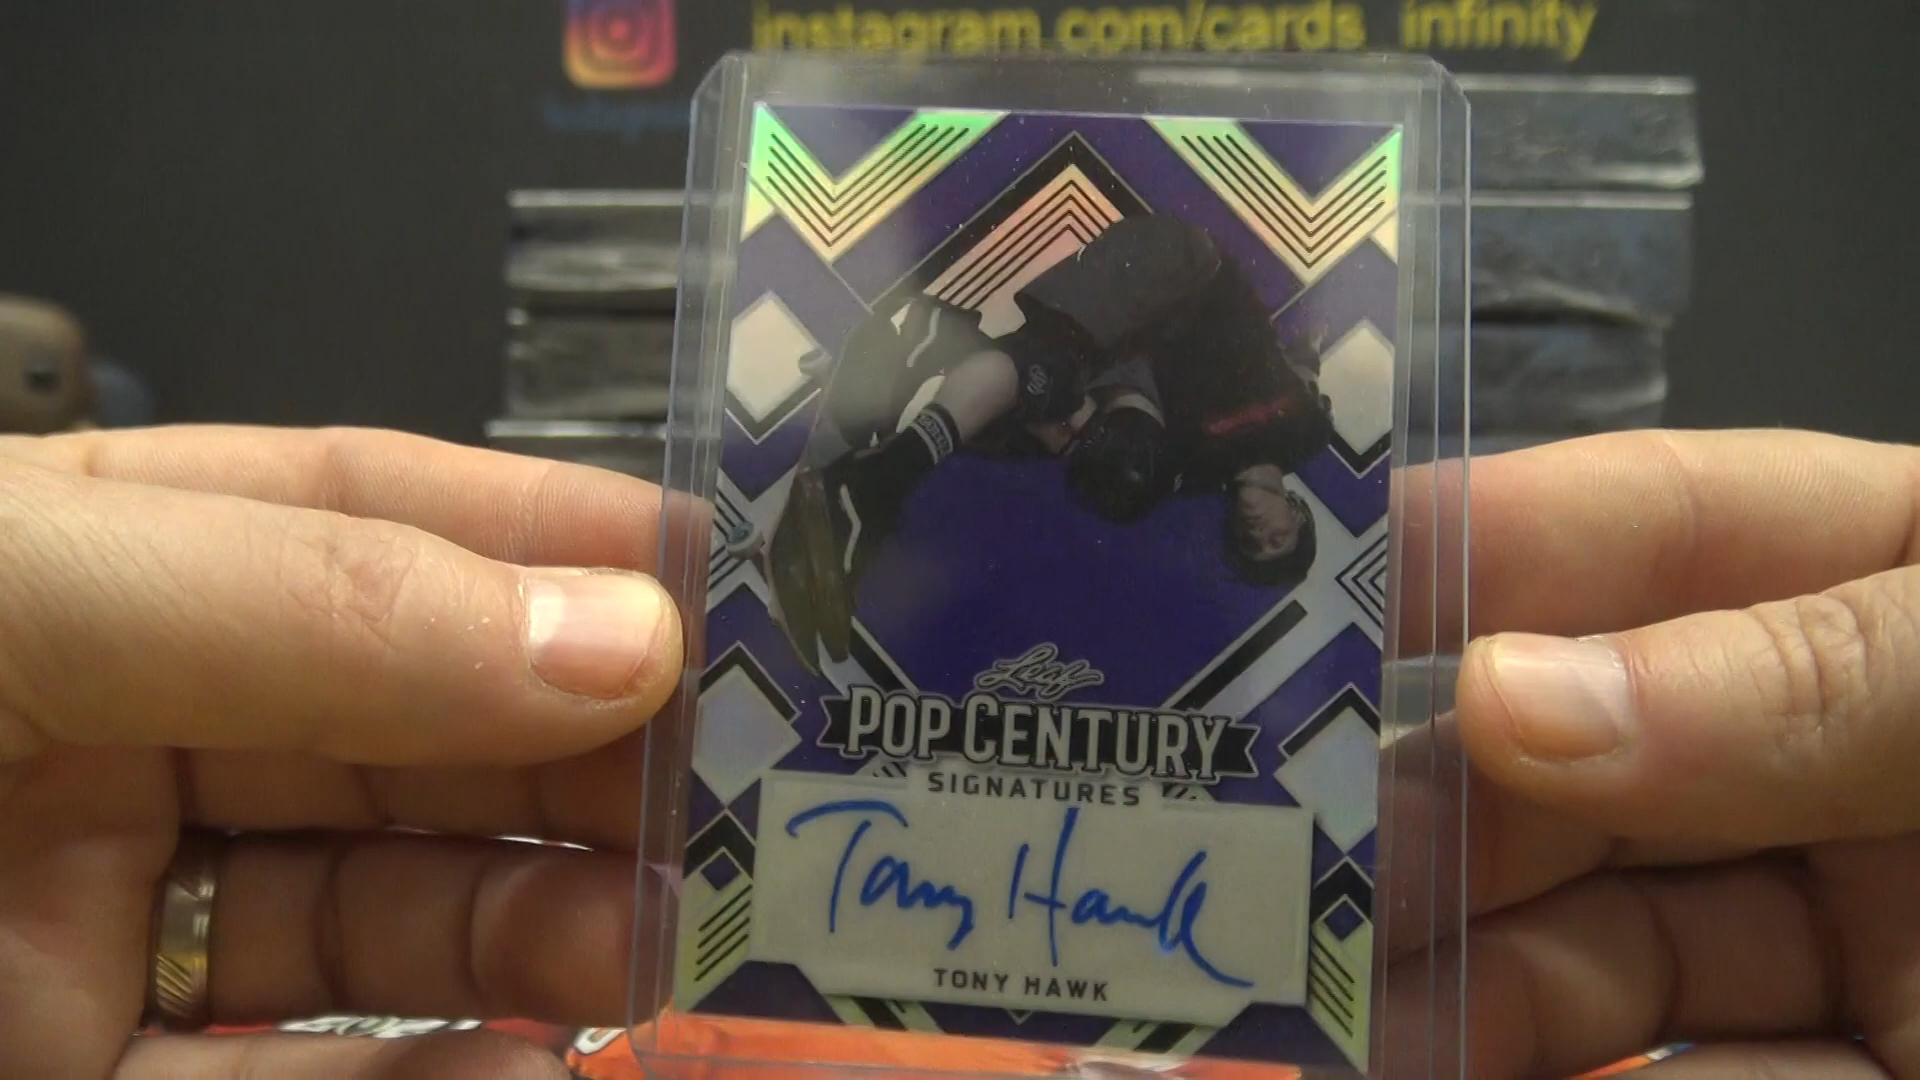 instagram.com/cards_infinity
Leaf
POP CENTURY
SIGNATURES
Tony Hawk
TONY HAWK